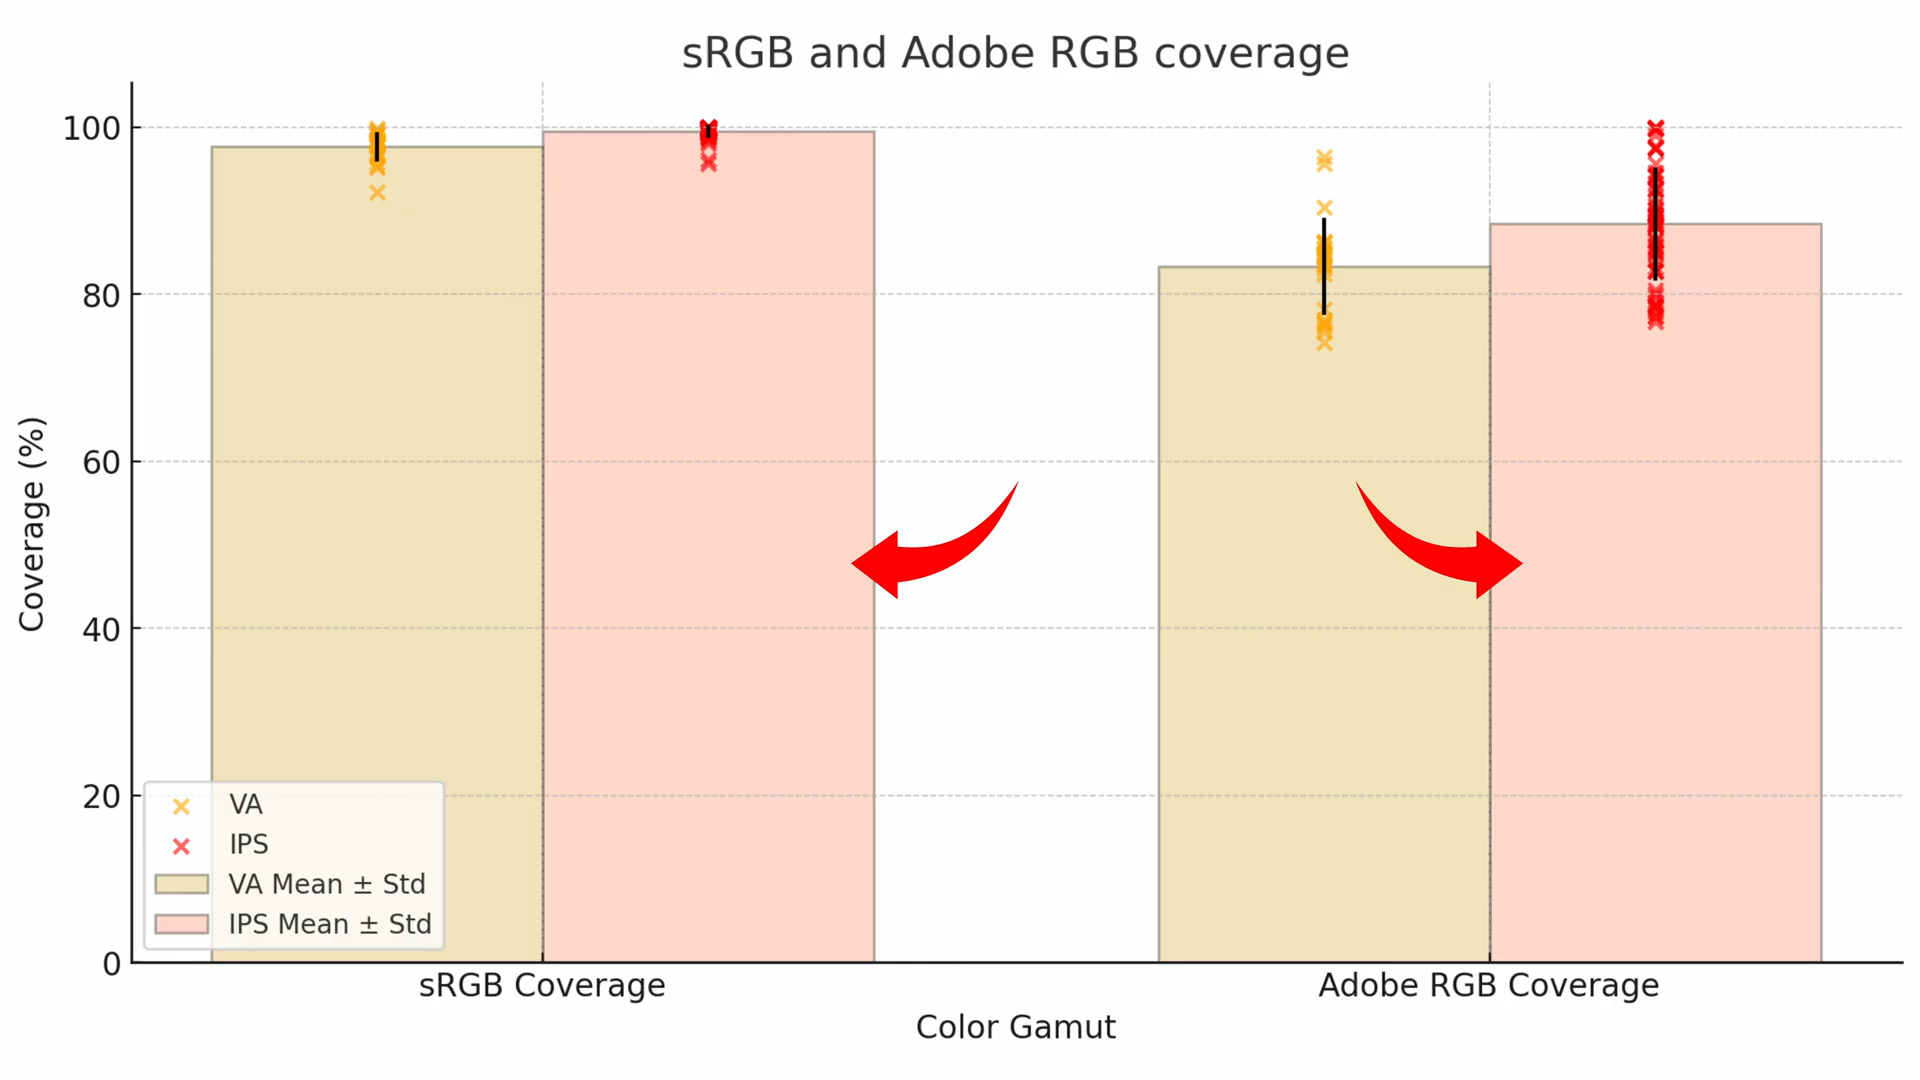 sRGB and Adobe RGB coverage
Coverage (%)
100
80
60
40
20
0
VA
IPS
VA Mean ± Std
IPS Mean ± Std
sRGB Coverage
Adobe RGB Coverage
Color Gamut